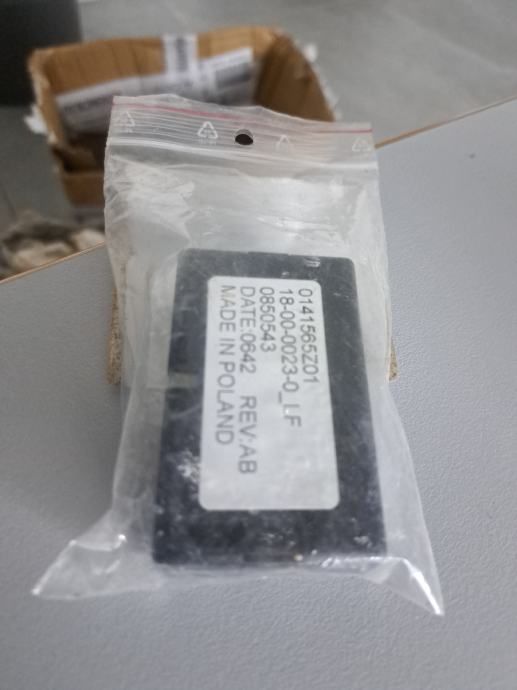 0141565Z01
18-00-0023-0_LF
0850543
DATE:0642 REV:AB
MADE IN POLAND